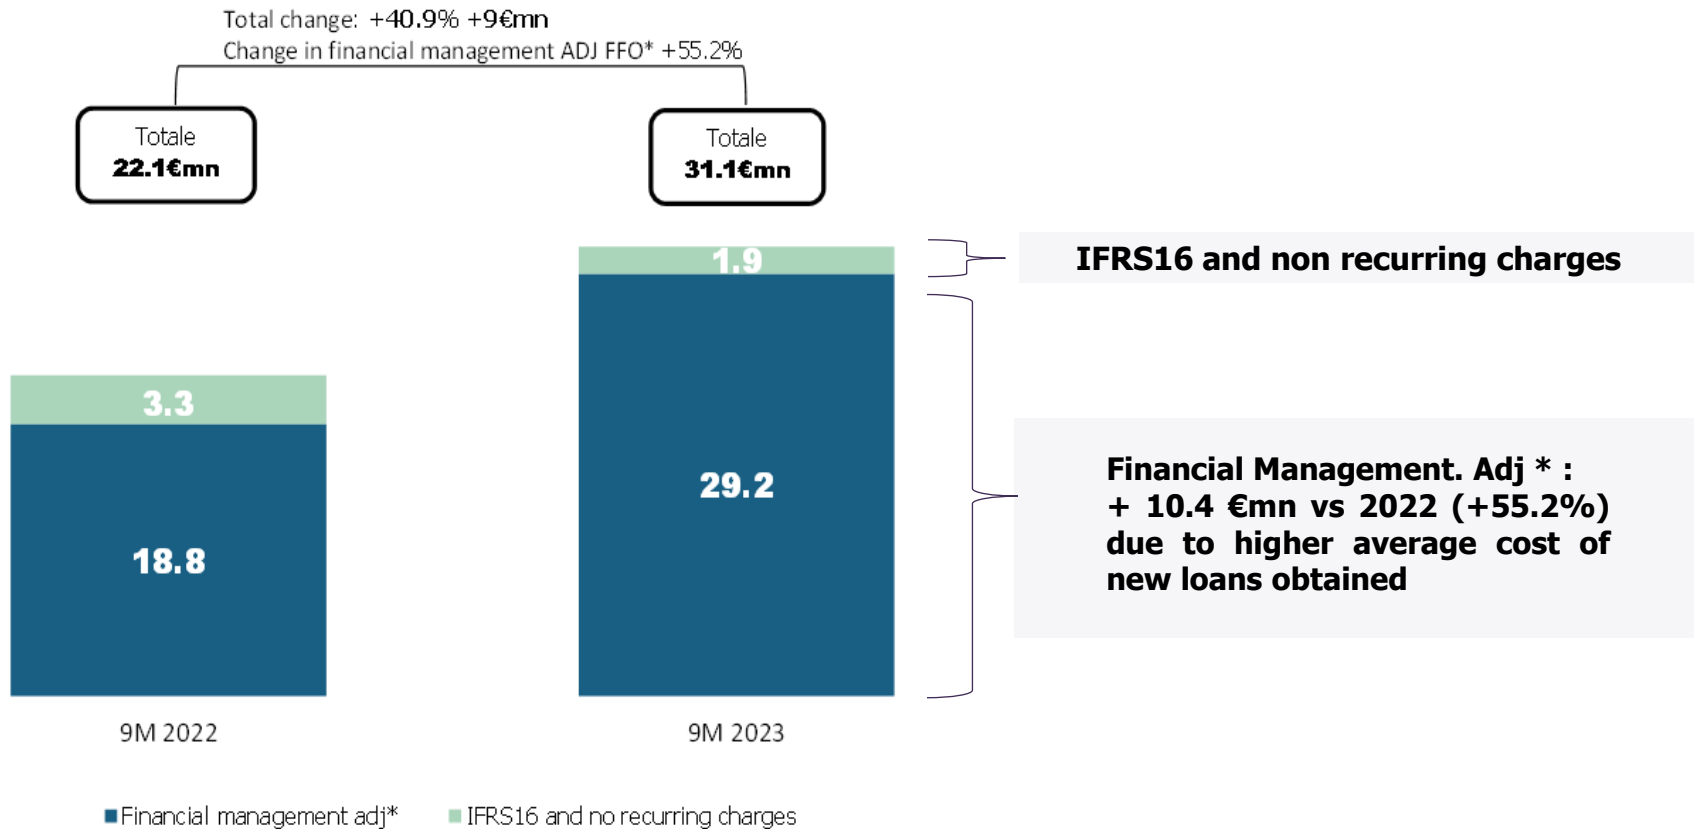 Total change: +40.9% +9€mn
Change in financial management ADJ FFO* +55.2%
Totale
22.1€mn
Totale
31.1€mn
1.9
IFRS16 and non recurring charges
3.3
29.2
18.8
Financial Management. Adj * :
+ 10.4 €mn vs 2022 (+55.2%)
due to higher average cost of
new loans obtained
9M 2022
9M 2023
Financial management adj*
IFRS16 and no recurring charges